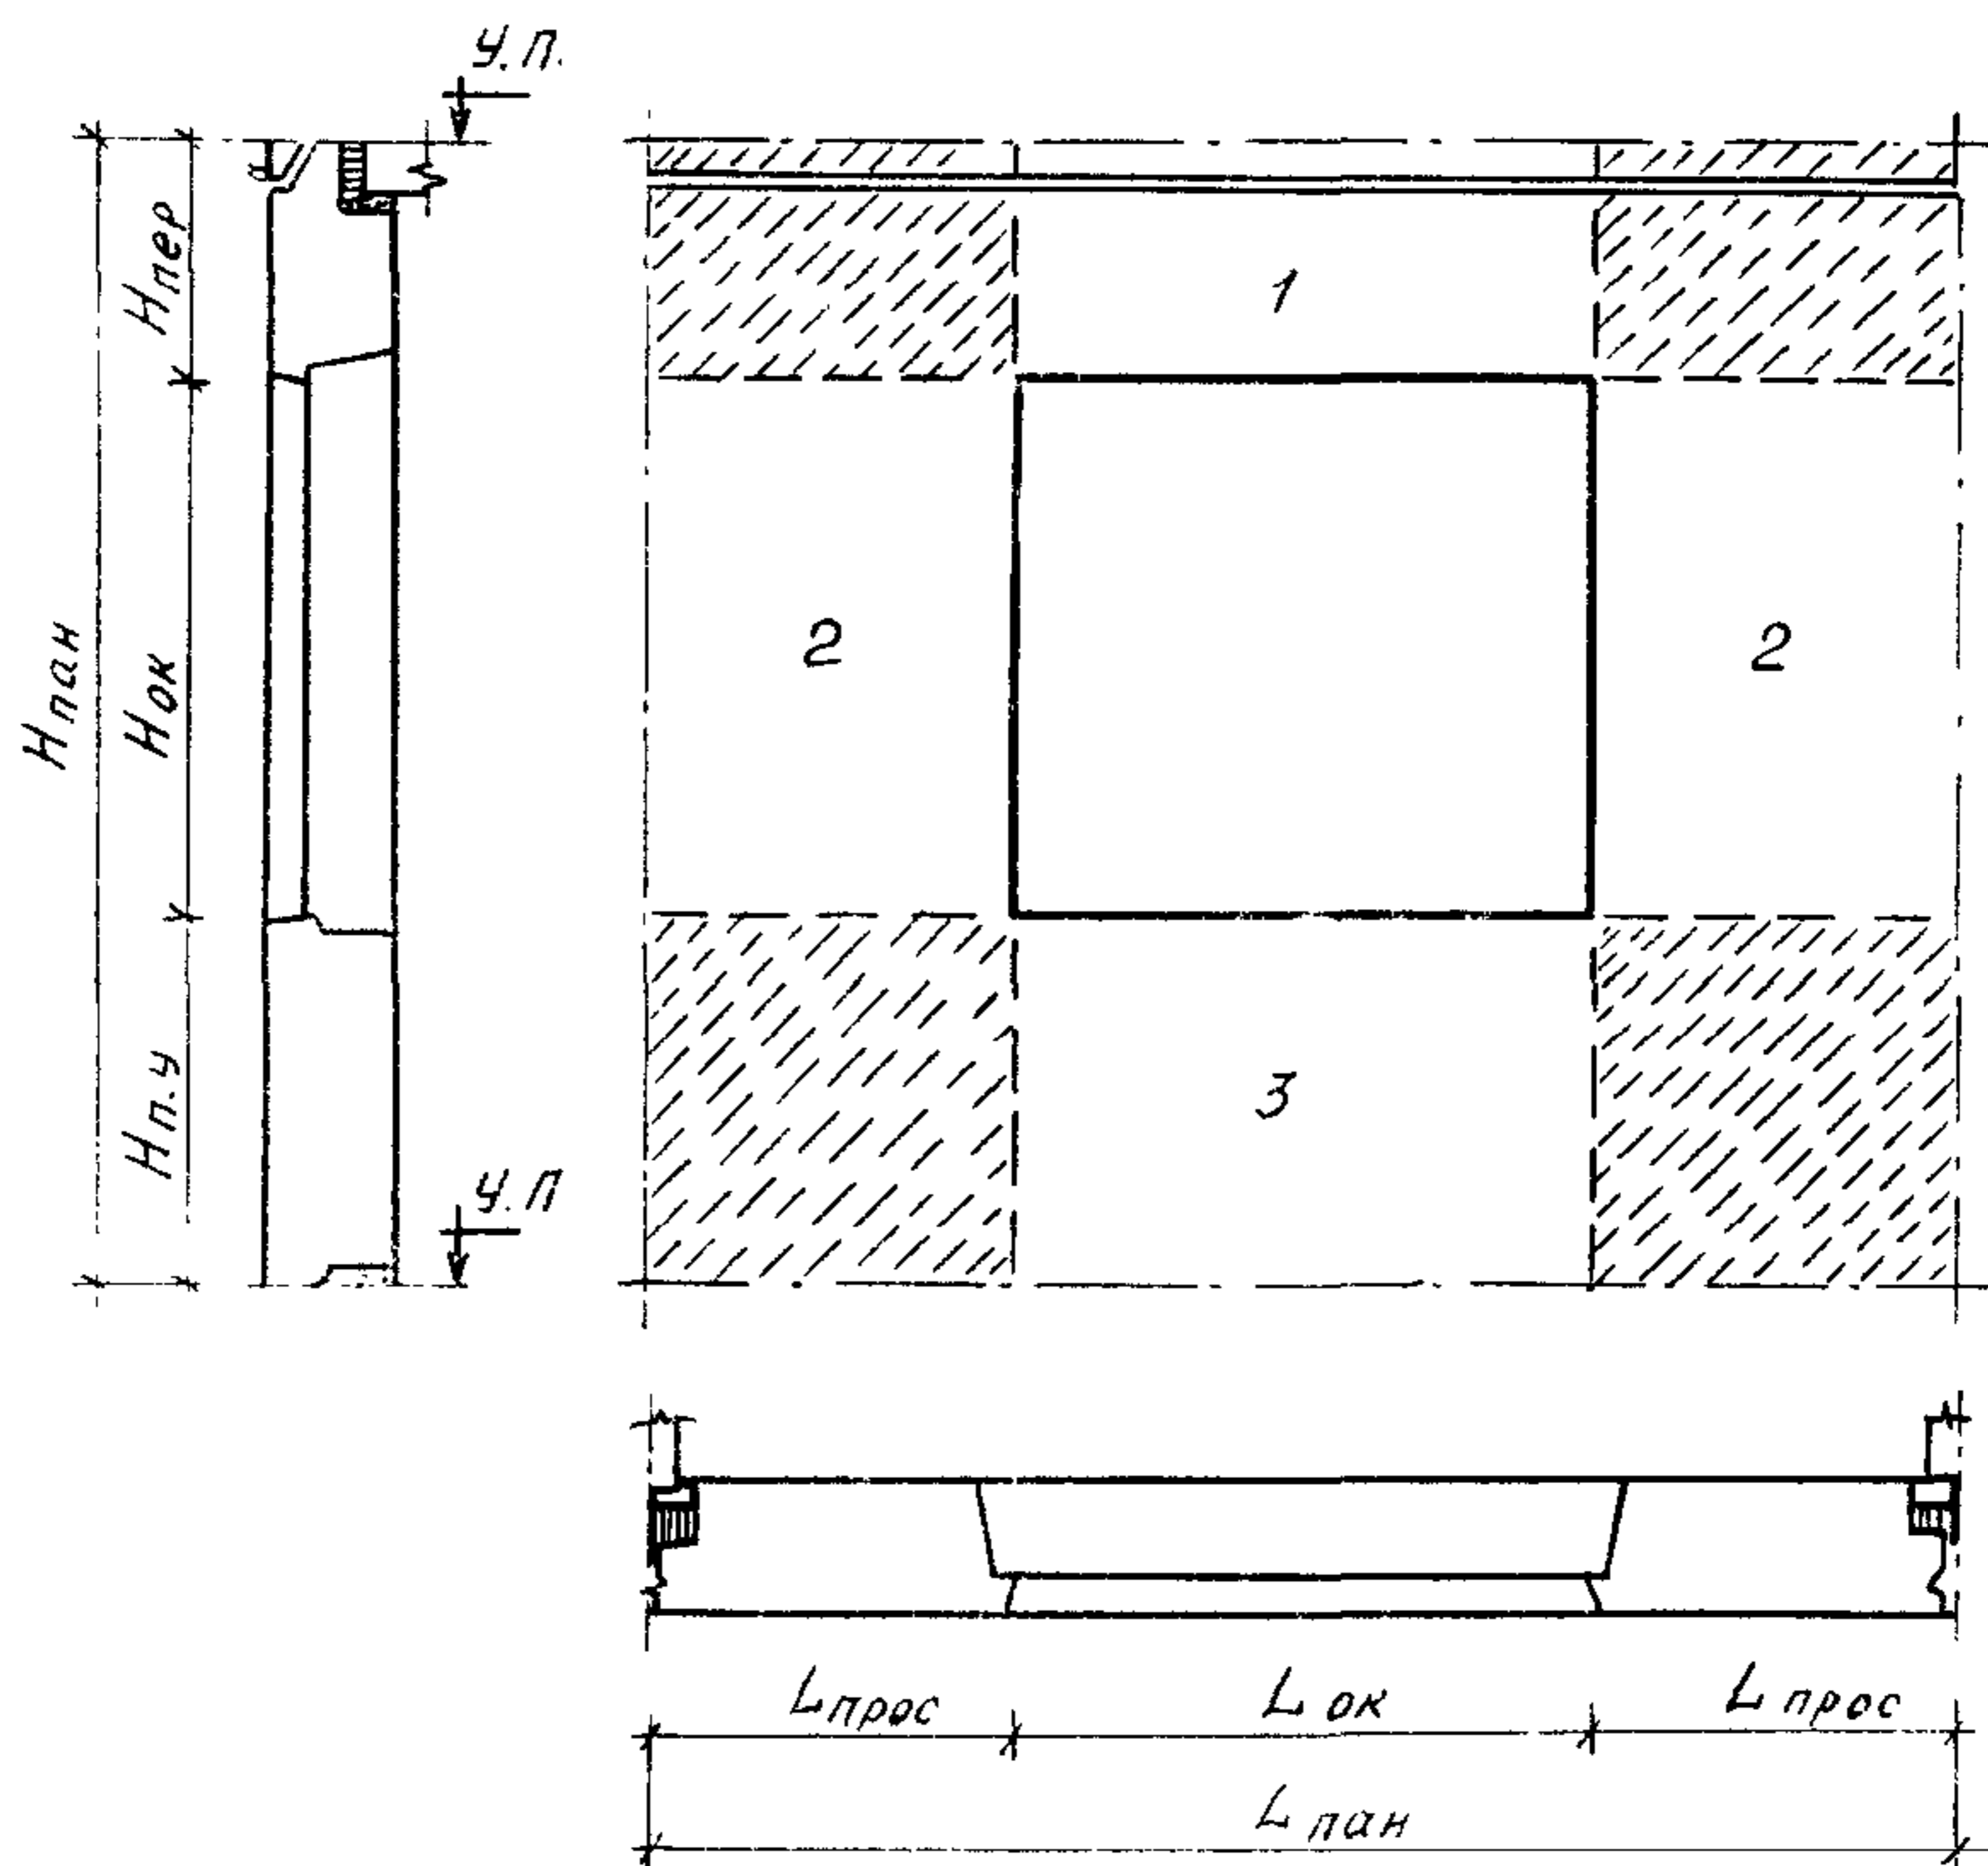 У.П.
Hпер
1
Hпан
Hок
2
2
Hп.у
3
У.П
Lпрос
L ок
L прос
L пан